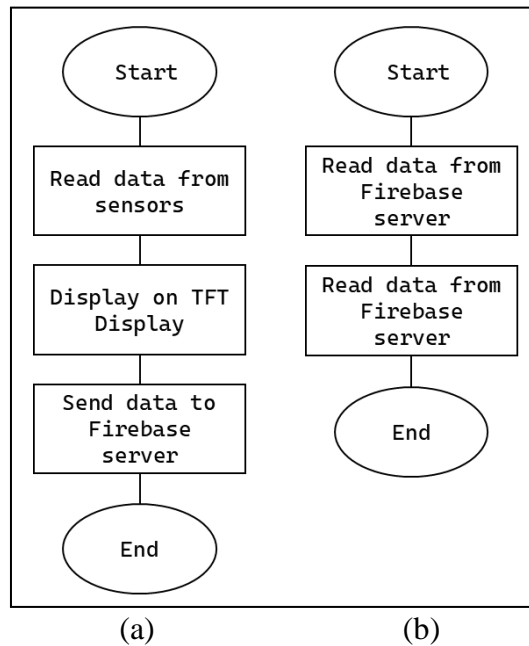 Start
Read data from
sensors
Display on TFT
Display
Send data to
Firebase
server
End
(a)
Start
Read data from
Firebase
server
Read data from
Firebase
server
End
(b)